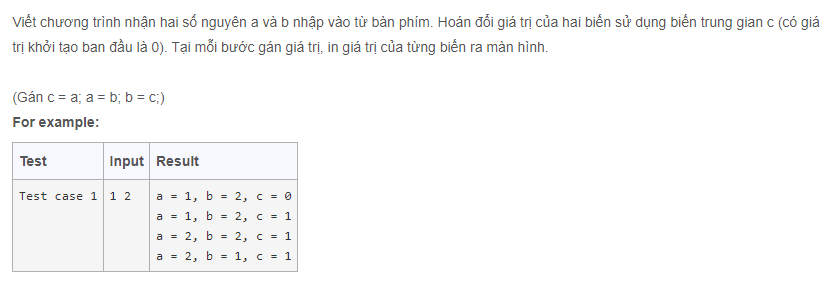 Viết chương trình nhận hai số nguyên a và b nhập vào từ bàn phím. Hoán đổi giá trị của hai biến sử dụng biến trung gian c (có giá
trị khởi tạo ban đầu là 0). Tại mỗi bước gán giá trị, in giá trị của từng biến ra màn hình.
(Gán c = a; a = b; b = c;)
For example:
Test Input Result
Test case 1 1 2 a = 1, b = 2, c = 0
a = 1, b = 2, c = 1
a = 2, b = 2, c = 1
a = 2, b = 1, c = 1